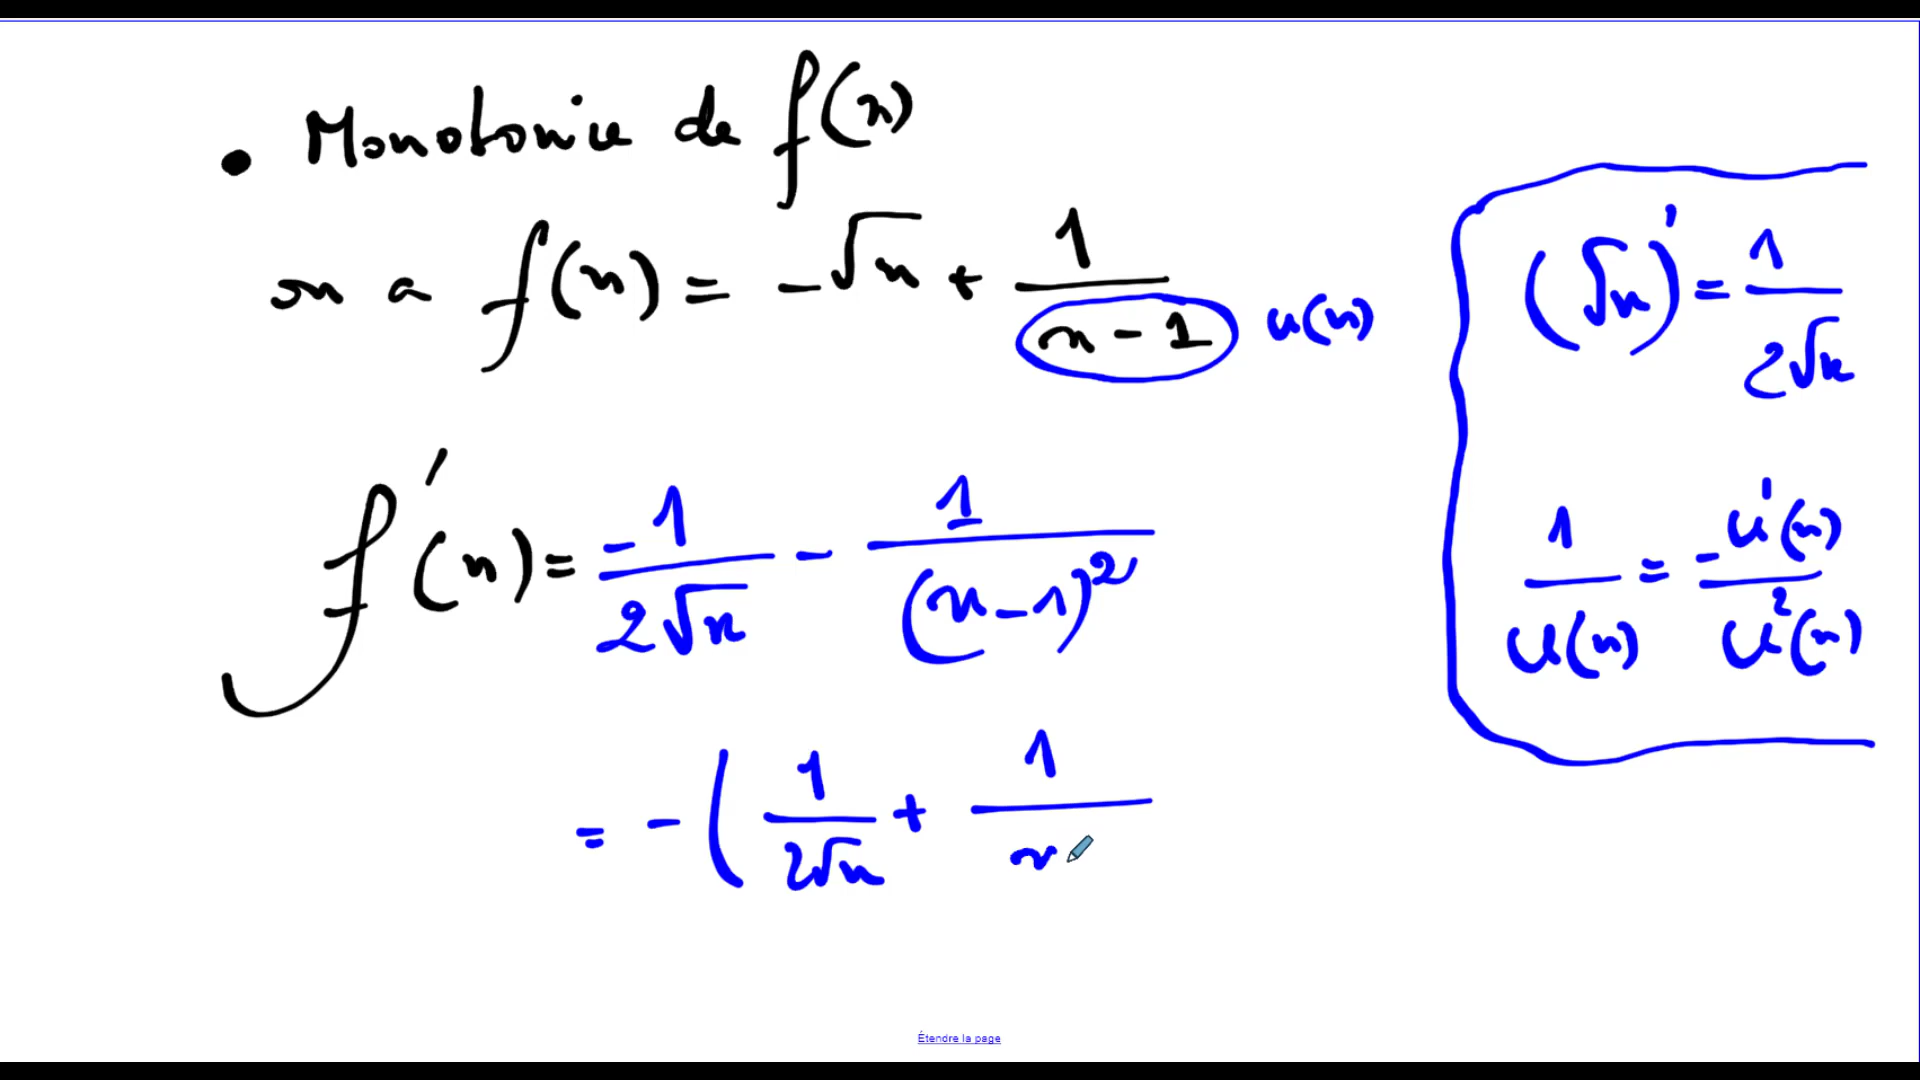 • Monotonie de f(x)
on a f(x) = -√x + 1/(x - 1) u(x)
f'(x) = -1/(2√x) - 1/(x-1)²
= - ( 1/(2√x) + 1/x
(√x)' = 1/(2√x)
1/U(x) = -U'(x)/U²(x)
Étendre la page